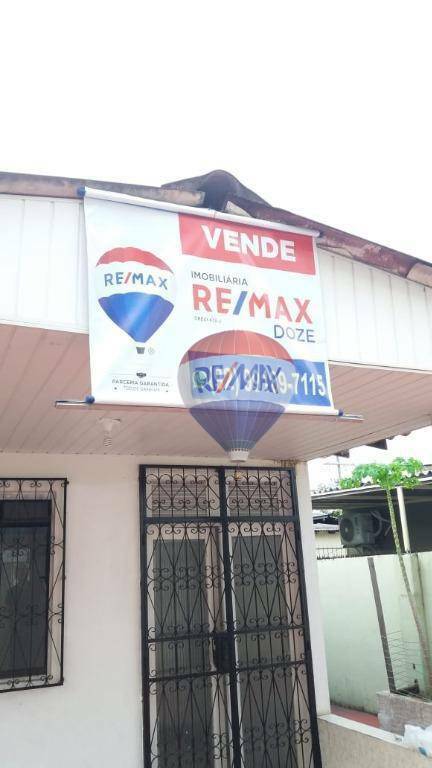 VENDE
RE/MAX
IMOBILIÁRIA
RE/MAX
DOZE
PARCERIA GARANTIDA
RE/MAX
9-7115